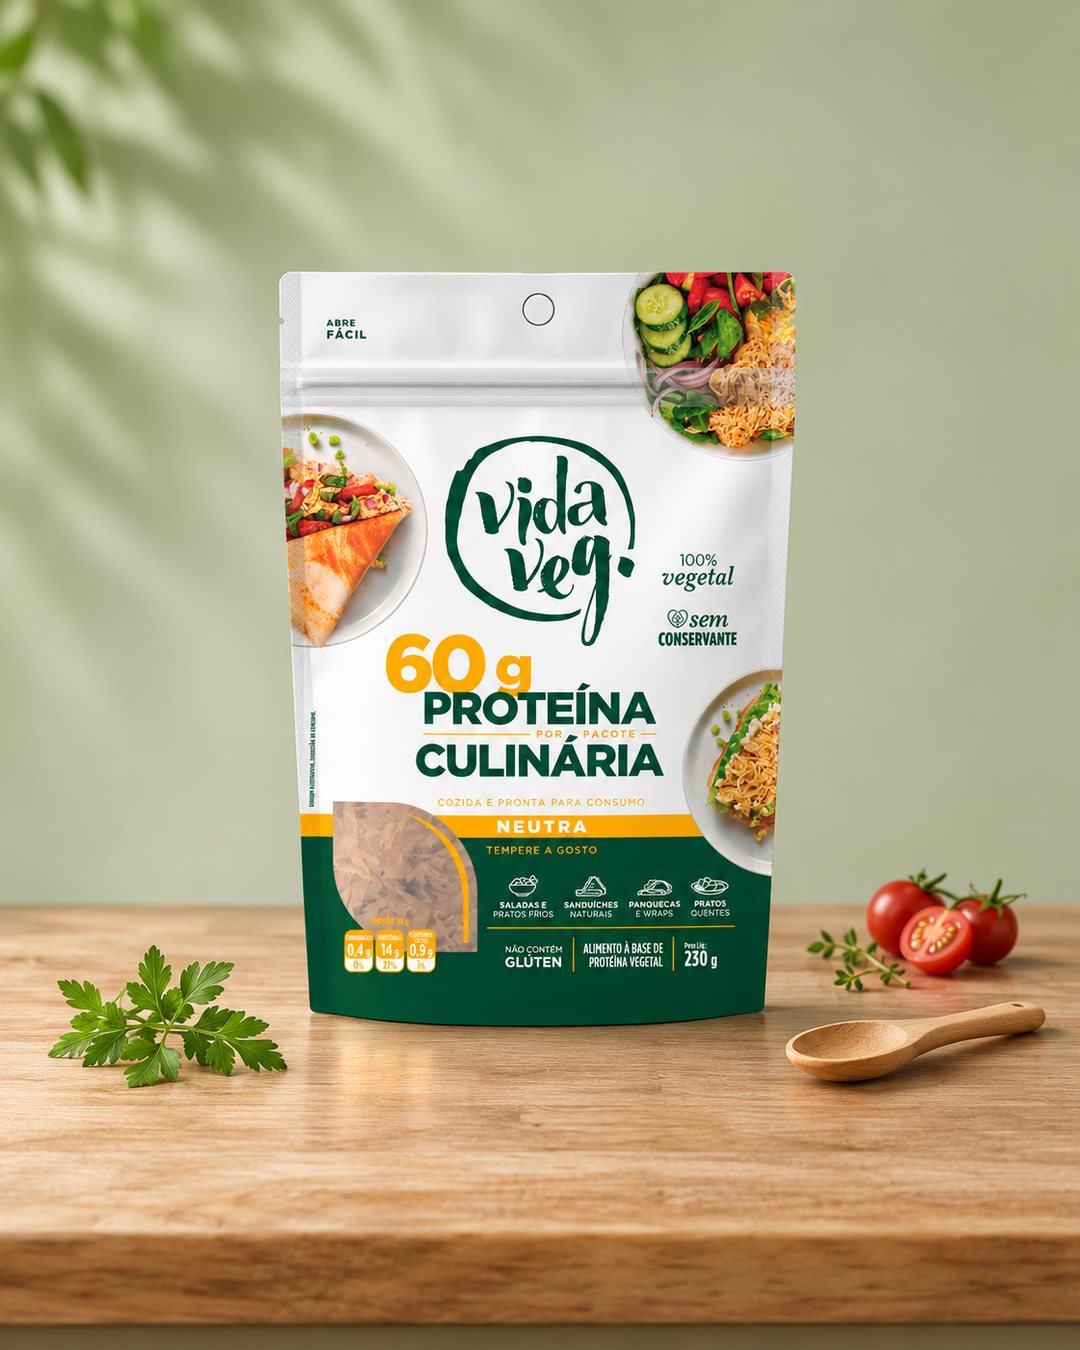 ABRE
FÁCIL
vida
veg.
100%
vegetal
sem
CONSERVANTE
60 g
PROTEÍNA
POR PACOTE
CULINÁRIA
COZIDA E PRONTA PARA CONSUMO
NEUTRA
TEMPERE A GOSTO
SALADAS E
PRATOS FRIOS
SANDUÍCHES
NATURAIS
PANQUECAS
E WRAPS
PRATOS
QUENTES
NÃO CONTÉM
GLÚTEN
ALIMENTO À BASE DE
PROTEÍNA VEGETAL
Peso Líq:
230 g
0,4 g
0%
14 g
27%
0,9 g
1%